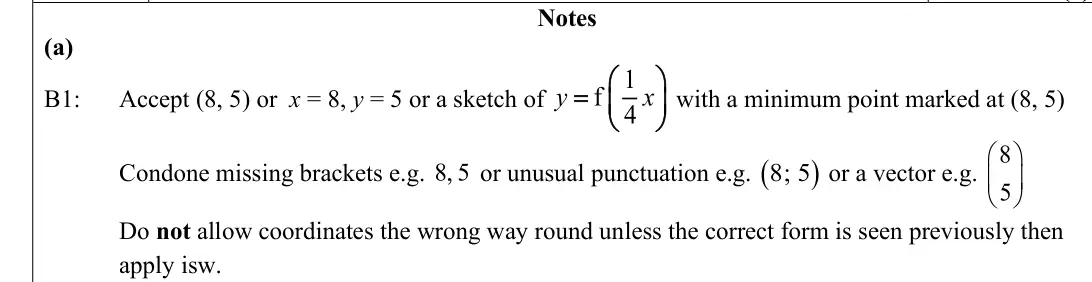 Notes
(a)
B1: Accept (8, 5) or x = 8, y = 5 or a sketch of y = f(1/4 x) with a minimum point marked at (8, 5)
Condone missing brackets e.g. 8, 5 or unusual punctuation e.g. (8; 5) or a vector e.g. (8
5)
Do not allow coordinates the wrong way round unless the correct form is seen previously then
apply isw.